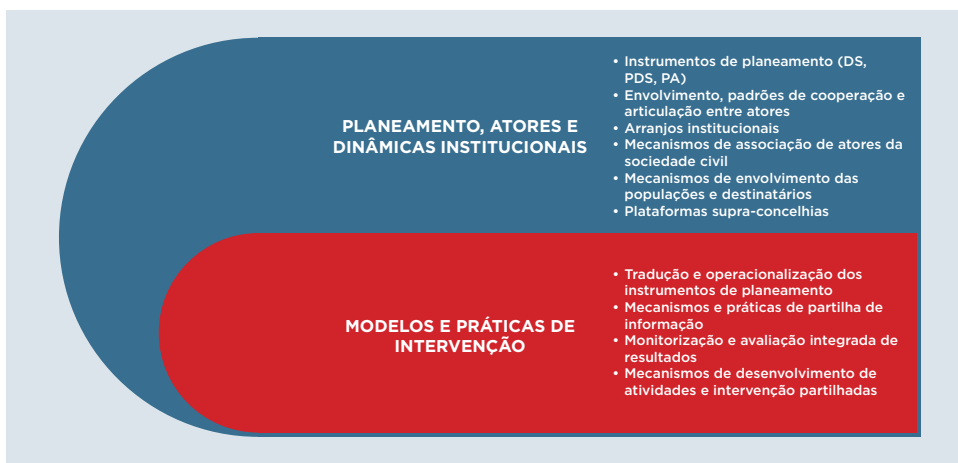 PLANEAMENTO, ATORES E
DINÂMICAS INSTITUCIONAIS
• Instrumentos de planeamento (DS,
PDS, PA)
• Envolvimento, padrões de cooperação e
articulação entre atores
• Arranjos institucionais
• Mecanismos de associação de atores da
sociedade civil
• Mecanismos de envolvimento das
populações e destinatários
• Plataformas supra-concelhias
MODELOS E PRÁTICAS DE
INTERVENÇÃO
• Tradução e operacionalização dos
instrumentos de planeamento
• Mecanismos e práticas de partilha de
informação
• Monitorização e avaliação integrada de
resultados
• Mecanismos de desenvolvimento de
atividades e intervenção partilhadas